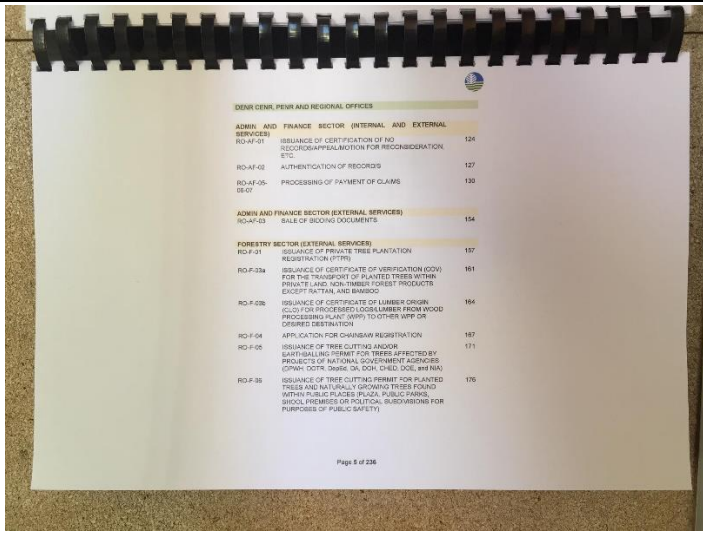 DENR CENR, PENR AND REGIONAL OFFICES
ADMIN AND FINANCE SECTOR (INTERNAL AND EXTERNAL
SERVICES)
RO-AF-01 ISSUANCE OF CERTIFICATION OF NO 124
RECORDS/APPEAL/MOTION FOR RECONSIDERATION
ETC.
RO-AF-02 AUTHENTICATION OF RECORDS 127
RO-AF-05- PROCESSING OF PAYMENT OF CLAIMS 130
06-07
ADMIN AND FINANCE SECTOR (EXTERNAL SERVICES)
RO-AF-03 SALE OF BIDDING DOCUMENTS 154
FORESTRY SECTOR (EXTERNAL SERVICES)
RO-F-01 ISSUANCE OF PRIVATE TREE PLANTATION 157
REGISTRATION (PTPR)
RO-F-03a ISSUANCE OF CERTIFICATE OF VERIFICATION (COV) 161
FOR THE TRANSPORT OF PLANTED TREES WITHIN
PRIVATE LAND, NON-TIMBER FOREST PRODUCTS
EXCEPT RATTAN, AND BAMBOO
RO-F-03b ISSUANCE OF CERTIFICATE OF LUMBER ORIGIN 164
(CLO) FOR PROCESSED LOGS/LUMBER FROM WOOD
PROCESSING PLANT (WPP) TO OTHER WPP OR
DESIRED DESTINATION
RO-F-04 APPLICATION FOR CHAINSAW REGISTRATION 167
RO-F-05 ISSUANCE OF TREE CUTTING AND/OR 171
EARTHBALLING PERMIT FOR TREES AFFECTED BY
PROJECTS OF NATIONAL GOVERNMENT AGENCIES
(DPWH, DOTR, DepEd, DA, DOH, CHED, DOE, and NIA)
RO-F-06 ISSUANCE OF TREE CUTTING PERMIT FOR PLANTED 176
TREES AND NATURALLY GROWING TREES FOUND
WITHIN PUBLIC PLACES (PLAZA, PUBLIC PARKS,
SHOOL PREMISES OR POLITICAL SUBDIVISIONS FOR
PURPOSES OF PUBLIC SAFETY)
Page 5 of 236